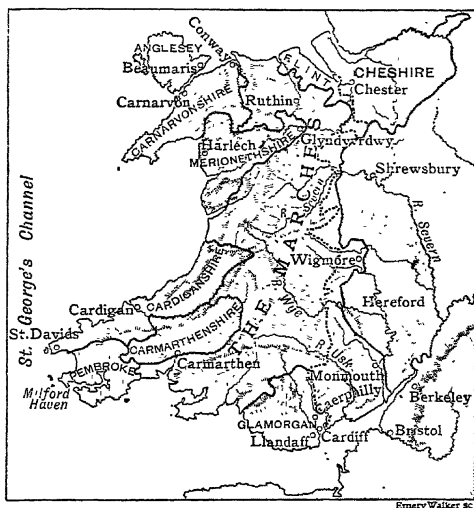 Conway
ANGLESEY
Beaumaris
FLINT
CHESHIRE
Chester
Carnarvon
CARNARVONSHIRE
Ruthin
Harlech
MERIONETHSHIRE
Glyndyvrdwy
Shrewsbury
R. Severn
R. Severn
St. George's Channel
THE MARCHES
Wigmore
R. Wye
Hereford
Cardigan
CARDIGANSHIRE
St. Davids
CARMARTHENSHIRE
PEMBROKE
Carmarthen
R. Usk
Milford
Haven
Monmouth
Caerphilly
GLAMORGAN
Llandaff
Cardiff
Berkeley
Bristol
Emery Walker sc.